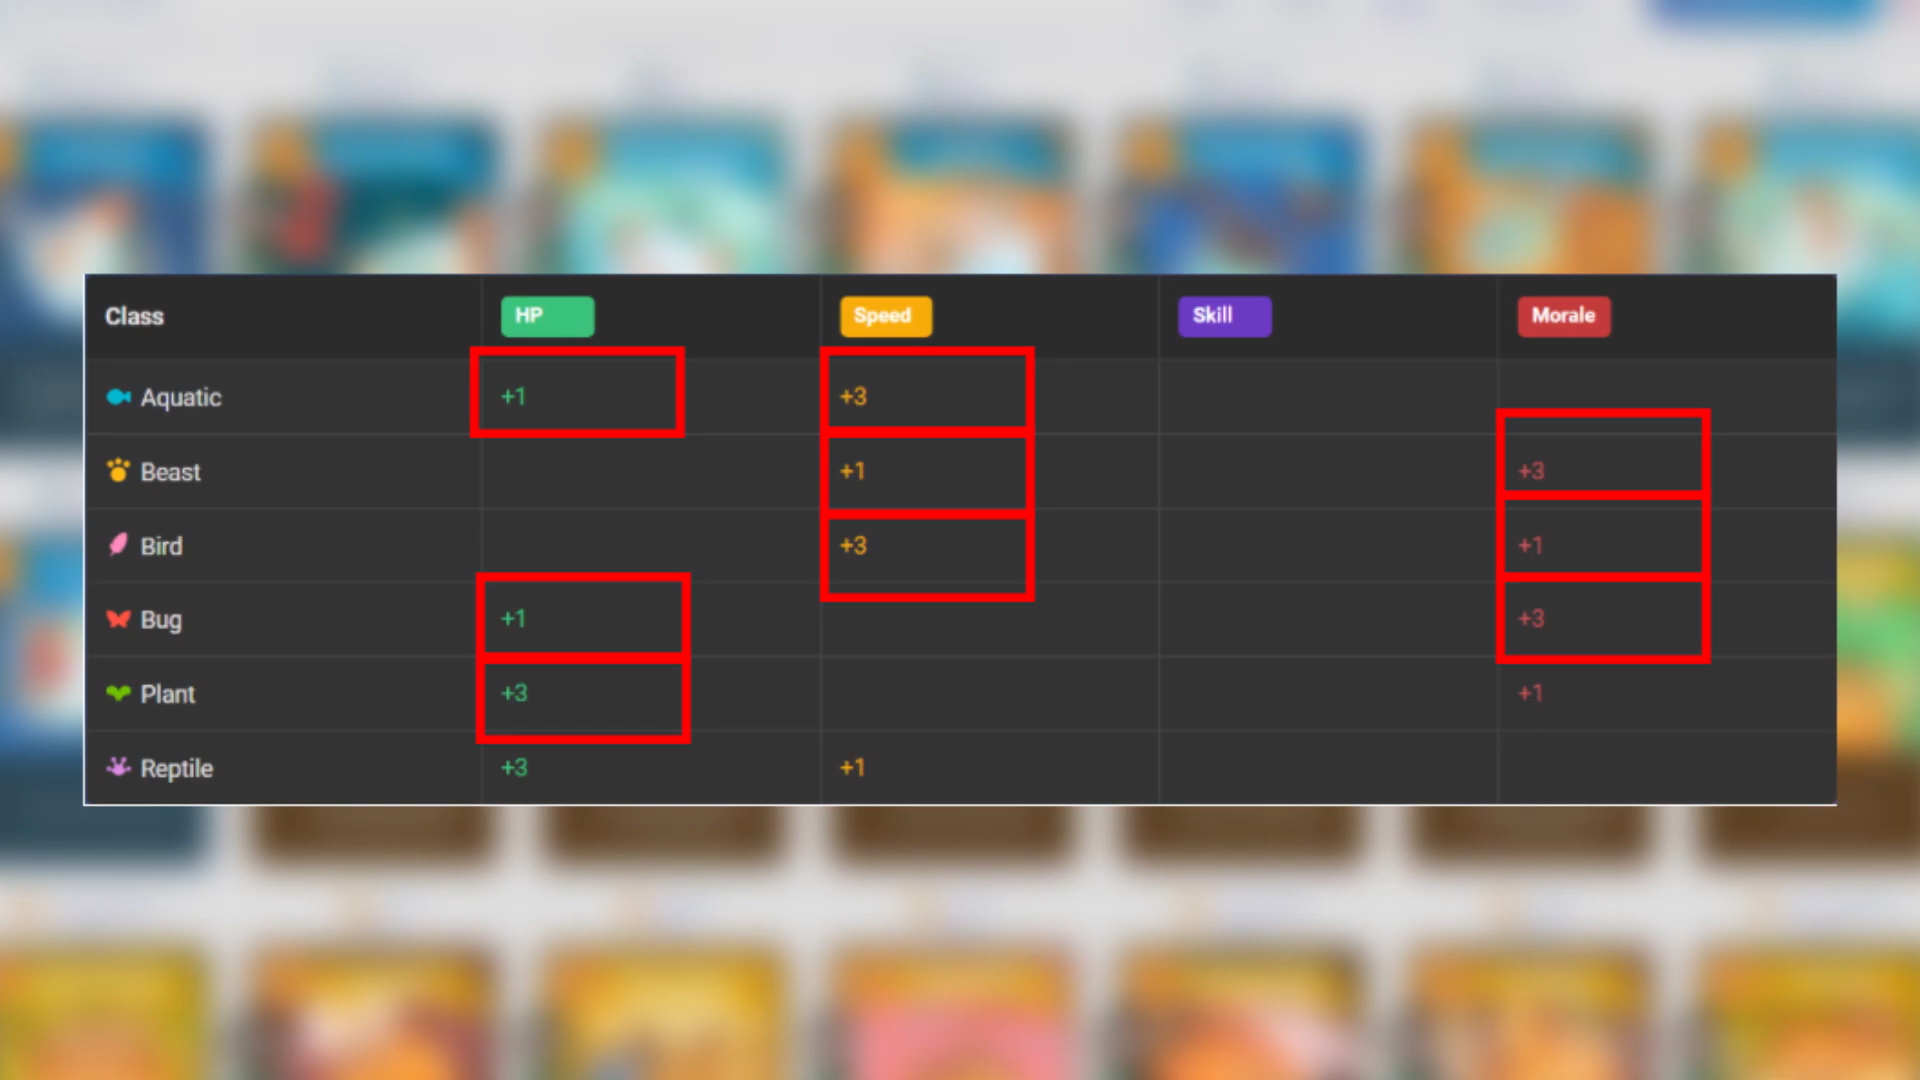 Class HP Speed Skill Morale
Aquatic +1 +3
Beast +1 +3
Bird +3 +1
Bug +1 +3
Plant +3 +1
Reptile +3 +1